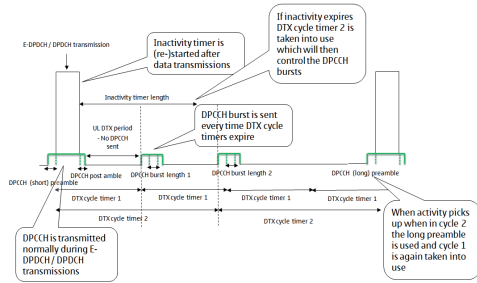 E-DPDCH / DPDCH transmission
Inactivity timer is
(re-)started after
data transmissions
If inactivity expires
DTX cycle timer 2 is
taken into use
which will then
control the DPCCH
bursts
Inactivity timer length
UL DTX period
- No DPCCH
sent
DPCCH burst is sent
every time DTX cycle
timers expire
DPCCH (short) preamble
DPCCH post amble
DPCCH burst length 1
DPCCH burst length 2
DPCCH (long) preamble
DTX cycle timer 1
DTX cycle timer 1
DTX cycle timer 1
DTX cycle timer 1
DTX cycle timer 2
DTX cycle timer 2
DPCCH is transmitted
normally during E-
DPDCH / DPDCH
transmissions
When activity picks
up when in cycle 2
the long preamble
is used and cycle 1
is again taken into
use